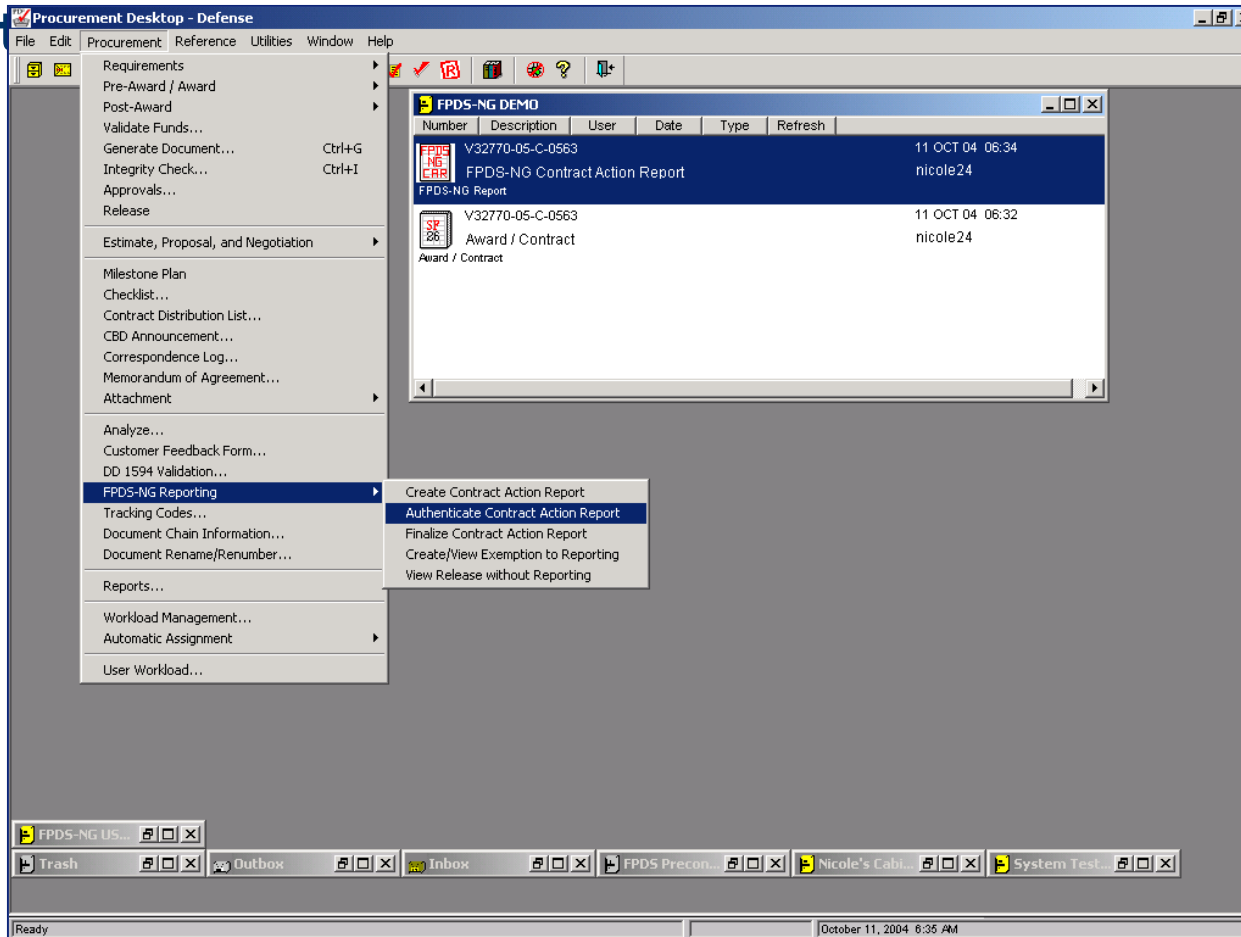 Procurement Desktop - Defense
File Edit Procurement Reference Utilities Window Help
Requirements
Pre-Award / Award
Post-Award
Validate Funds...
Generate Document... Ctrl+G
Integrity Check... Ctrl+I
Approvals...
Release
Estimate, Proposal, and Negotiation
Milestone Plan
Checklist...
Contract Distribution List...
CBD Announcement...
Correspondence Log...
Memorandum of Agreement...
Attachment
Analyze...
Customer Feedback Form...
DD 1594 Validation...
FPDS-NG Reporting
Tracking Codes...
Document Chain Information...
Document Rename/Renumber...
Reports...
Workload Management...
Automatic Assignment
User Workload...
Create Contract Action Report
Authenticate Contract Action Report
Finalize Contract Action Report
Create/View Exemption to Reporting
View Release without Reporting
FPDS-NG DEMO
Number Description User Date Type Refresh
FPDS
NG
CAR
V32770-05-C-0563 11 OCT 04 06:34
FPDS-NG Contract Action Report nicole24
FPDS-NG Report
SF
26
V32770-05-C-0563 11 OCT 04 06:32
Award / Contract nicole24
Award / Contract
FPDS-NG US...
Trash Outbox Inbox FPDS Precon... Nicole's Cabi... System Test...
Ready October 11, 2004 6:35 AM